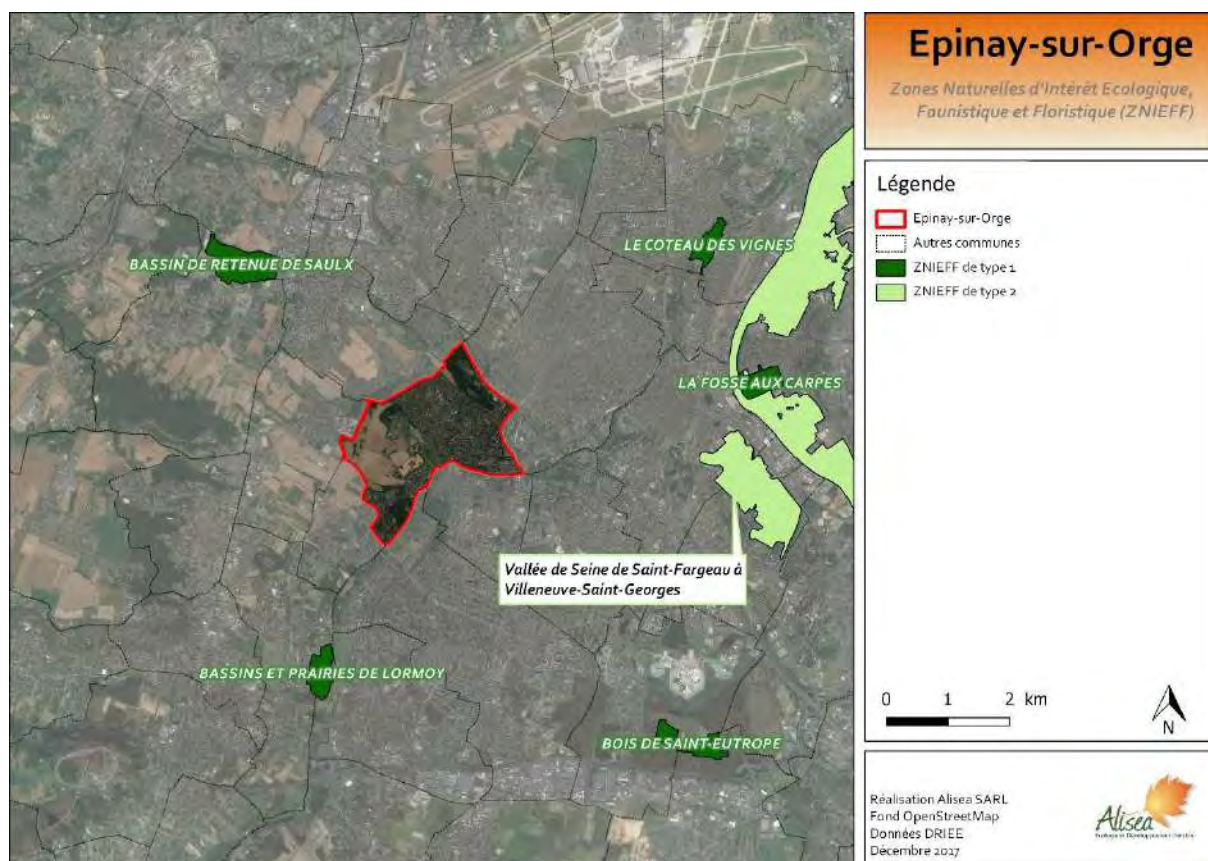 Epinay-sur-Orge
Zones Naturelles d'Intérêt Ecologique,
Faunistique et Floristique (ZNIEFF)
Légende
Epinay-sur-Orge
Autres communes
ZNIEFF de type 1
ZNIEFF de type 2
BASSIN DE RETENUE DE SAULX
LE COTEAU DES VIGNES
LA FOSSE AUX CARPES
Vallée de Seine de Saint-Fargeau à
Villeneuve-Saint-Georges
BASSINS ET PRAIRIES DE LORMOY
BOIS DE SAINT-EUTROPE
0 1 2 km
N
Réalisation Alisea SARL
Fond OpenStreetMap
Données DRIEE
Décembre 2017
Alisea